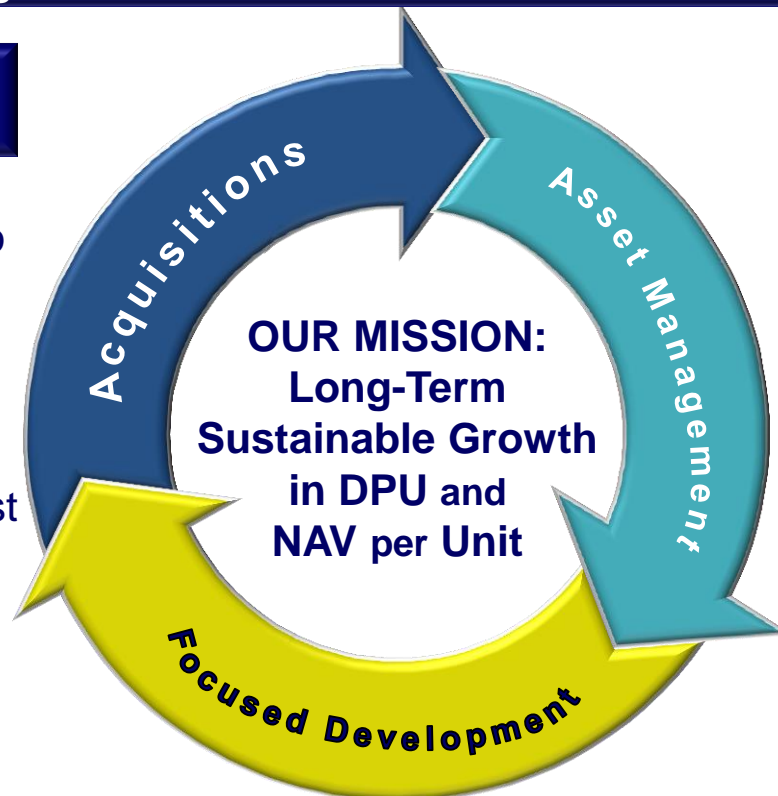 Acquisitions
Asset Management
OUR MISSION:
Long-Term
Sustainable Growth
in DPU and
NAV per Unit
Focused Development